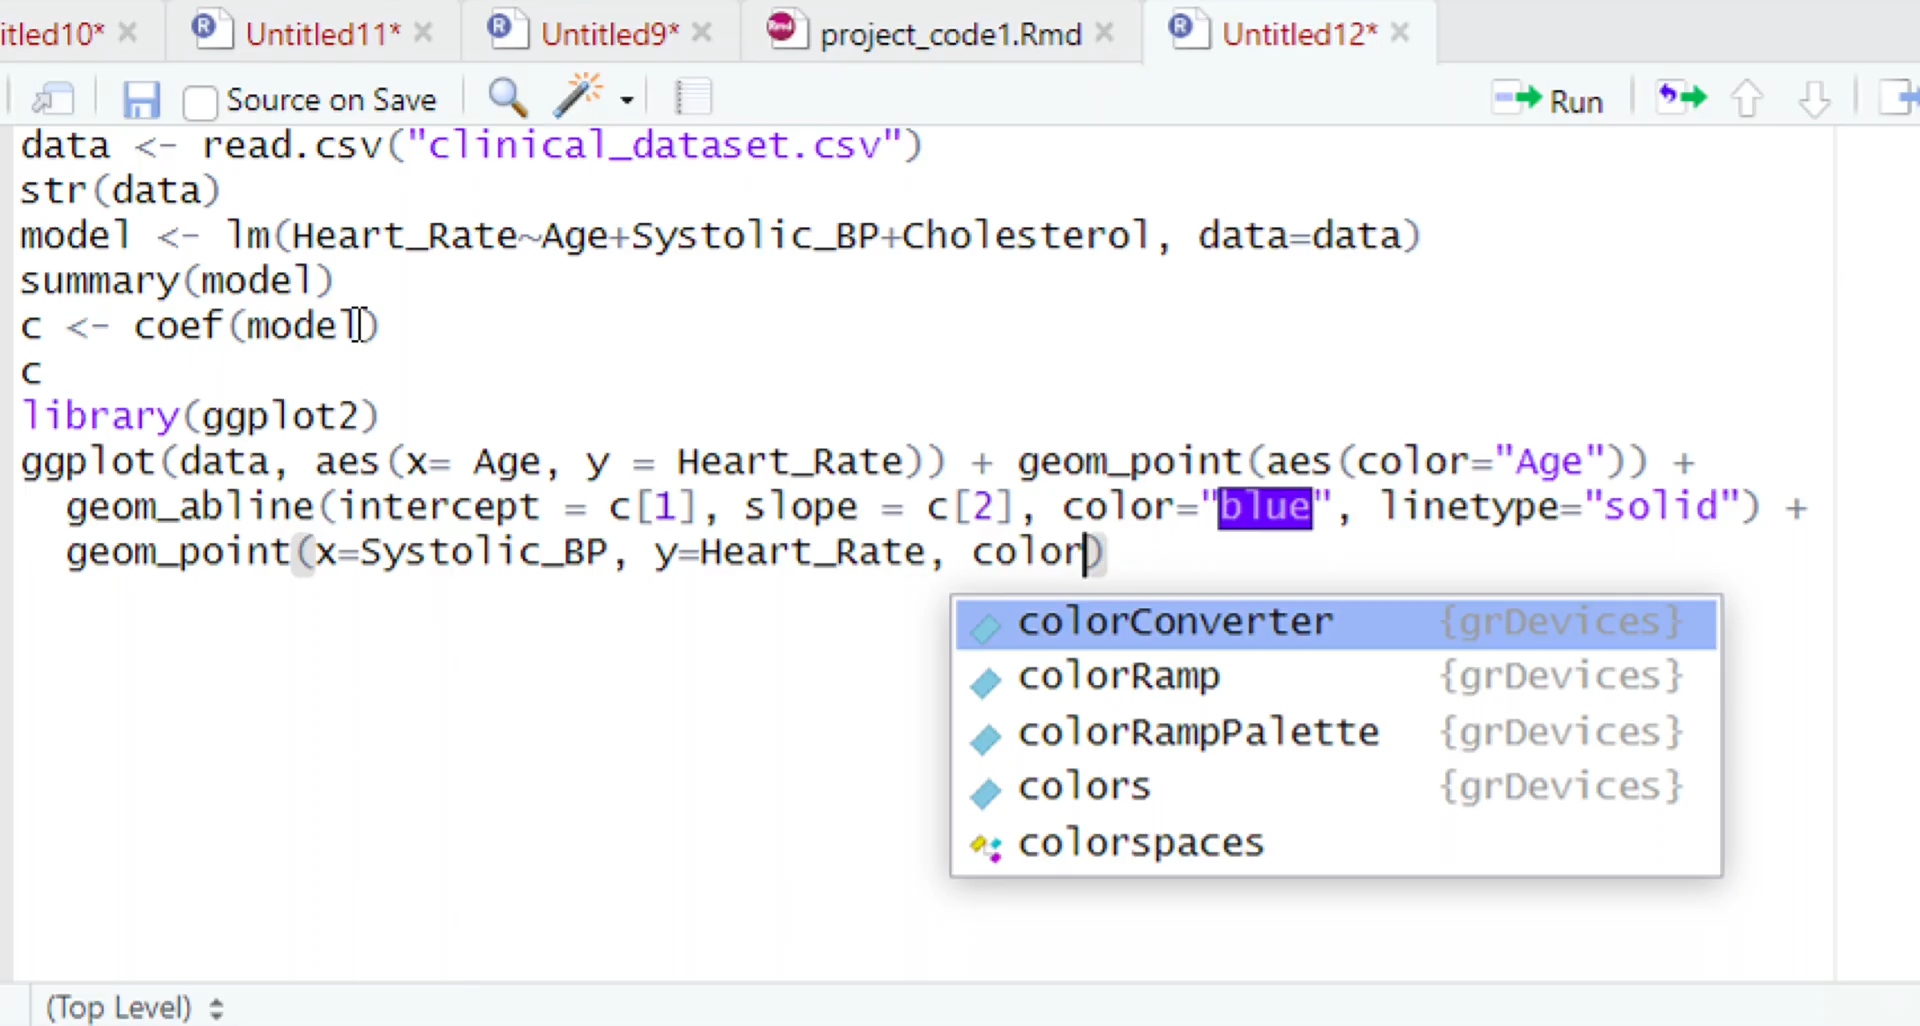 itled10* Untitled11* Untitled9* project_code1.Rmd Untitled12*
Source on Save Run
data <- read.csv("clinical_dataset.csv")
str(data)
model <- lm(Heart_Rate~Age+Systolic_BP+Cholesterol, data=data)
summary(model)
c <- coef(model)
c
library(ggplot2)
ggplot(data, aes(x= Age, y = Heart_Rate)) + geom_point(aes(color="Age")) +
  geom_abline(intercept = c[1], slope = c[2], color="blue", linetype="solid") +
  geom_point(x=Systolic_BP, y=Heart_Rate, color)
colorConverter {grDevices}
colorRamp {grDevices}
colorRampPalette {grDevices}
colors {grDevices}
colorspaces
(Top Level)